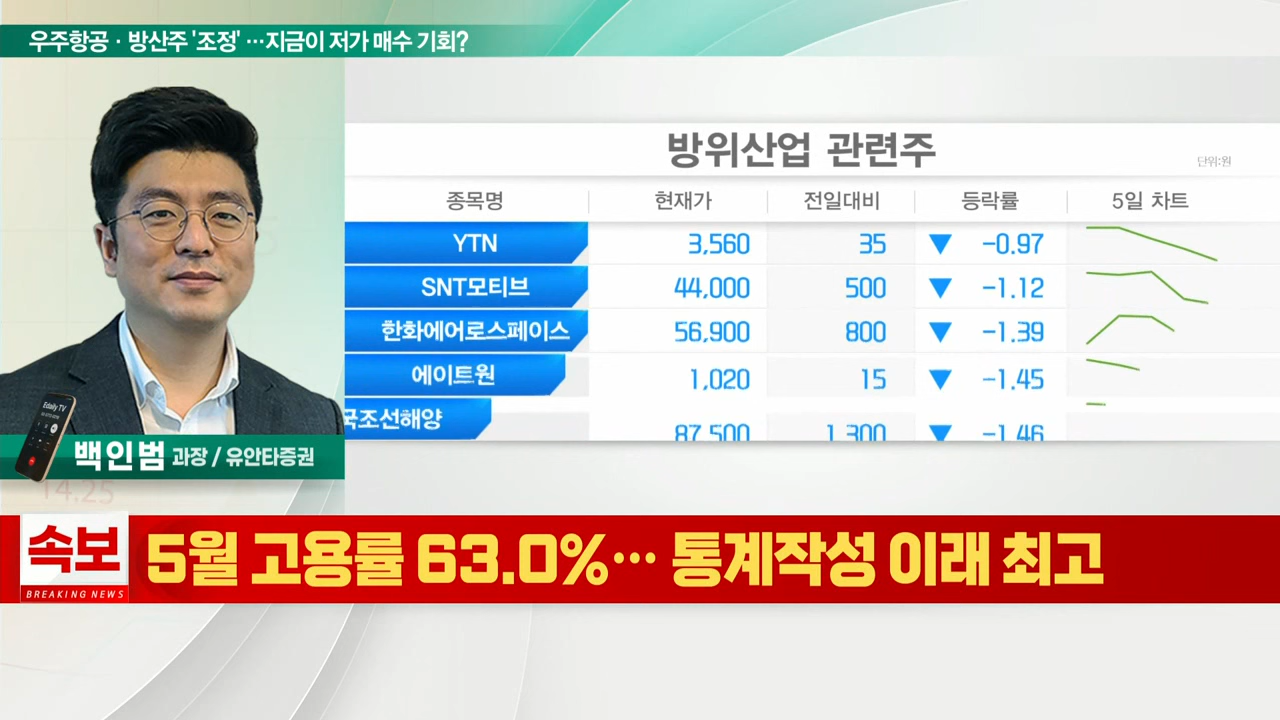 우주항공·방산주 '조정'…지금이 저가 매수 기회?
방위산업 관련주
단위:원
종목명 현재가 전일대비 등락률 5일 차트
YTN 3,560 35 ▼ -0.97
SNT모티브 44,000 500 ▼ -1.12
한화에어로스페이스 56,900 800 ▼ -1.39
에이트원 1,020 15 ▼ -1.45
국조선해양 87,500 1,300 ▼ -1.46
Edaily TV
백인범 과장 / 유안타증권
14.25
속보
BREAKING NEWS
5월 고용률 63.0%… 통계작성 이래 최고